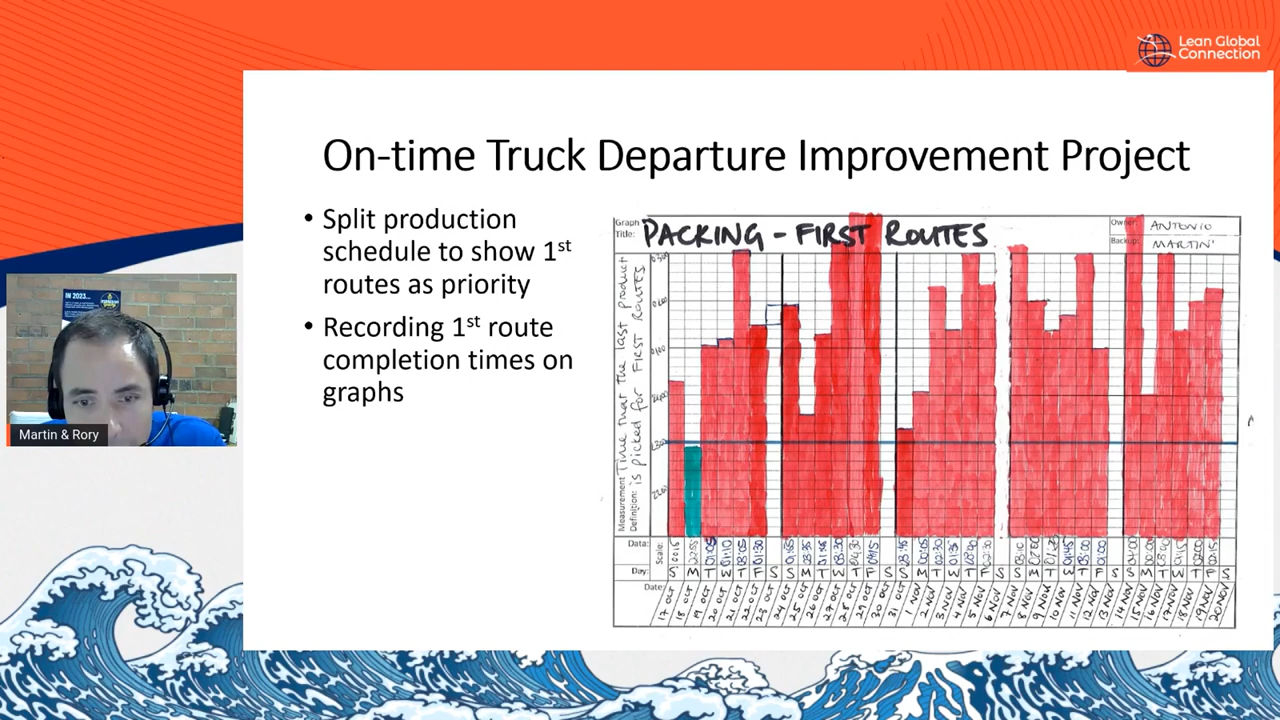 Lean Global
Connection
On-time Truck Departure Improvement Project
• Split production
schedule to show 1st
routes as priority
• Recording 1st route
completion times on
graphs
Graph
Title:
PACKING - FIRST ROUTES
Owner:
ANTONIO
Backup:
MARTIN
Measurement
Definition:
Time that the last product
is picked for FIRST ROUTES
2300
Data:
Scale:
Day:
S M T W T F S S M T W T F S S M T W T F S S M T W T F S M T W T F S
Date:
17 OCT 18 OCT 19 OCT 20 OCT 21 OCT 22 OCT 23 OCT 24 OCT 25 OCT 26 OCT 27 OCT 28 OCT 29 OCT 30 OCT 31 OCT 1 NOV 2 NOV 3 NOV 4 NOV 5 NOV 6 NOV 7 NOV 8 NOV 9 NOV 10 NOV 11 NOV 12 NOV 13 NOV 14 NOV 15 NOV 16 NOV 17 NOV 18 NOV 19 NOV 20 NOV
IN 2023...
Martin & Rory